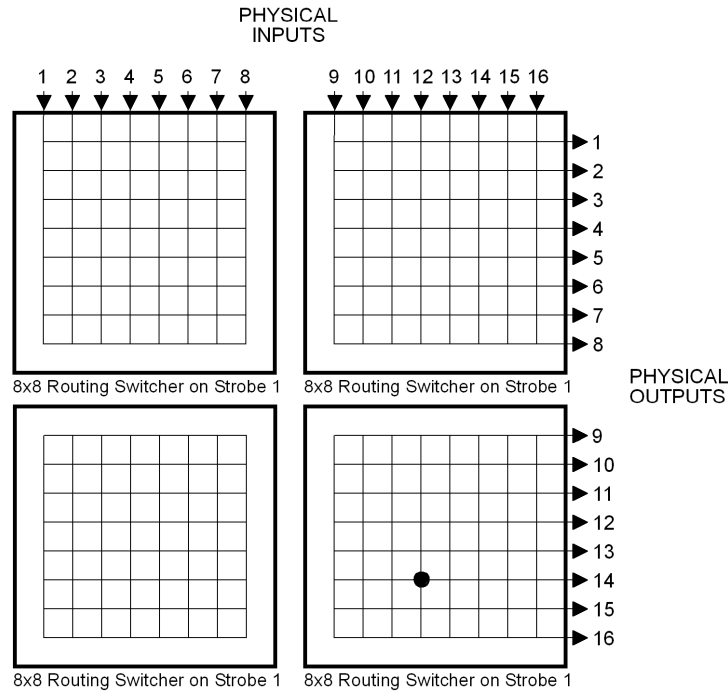 PHYSICAL
INPUTS
1 2 3 4 5 6 7 8 9 10 11 12 13 14 15 16
1
2
3
4
5
6
7
8
8x8 Routing Switcher on Strobe 1 8x8 Routing Switcher on Strobe 1
PHYSICAL
OUTPUTS
9
10
11
12
13
14
15
16
8x8 Routing Switcher on Strobe 1 8x8 Routing Switcher on Strobe 1